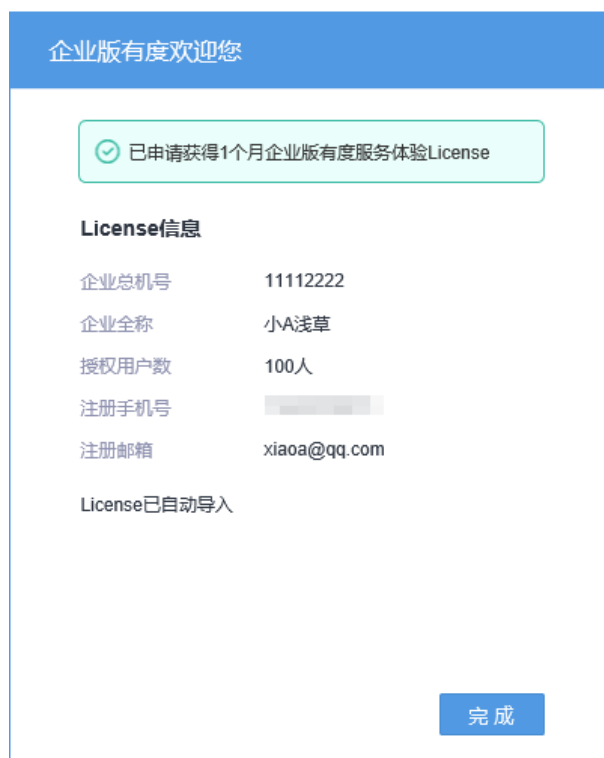 企业版有度欢迎您
已申请获得1个月企业版有度服务体验License
License信息
企业总机号 11112222
企业全称 小A浅草
授权用户数 100人
注册手机号
注册邮箱 xiaoa@qq.com
License已自动导入
完成